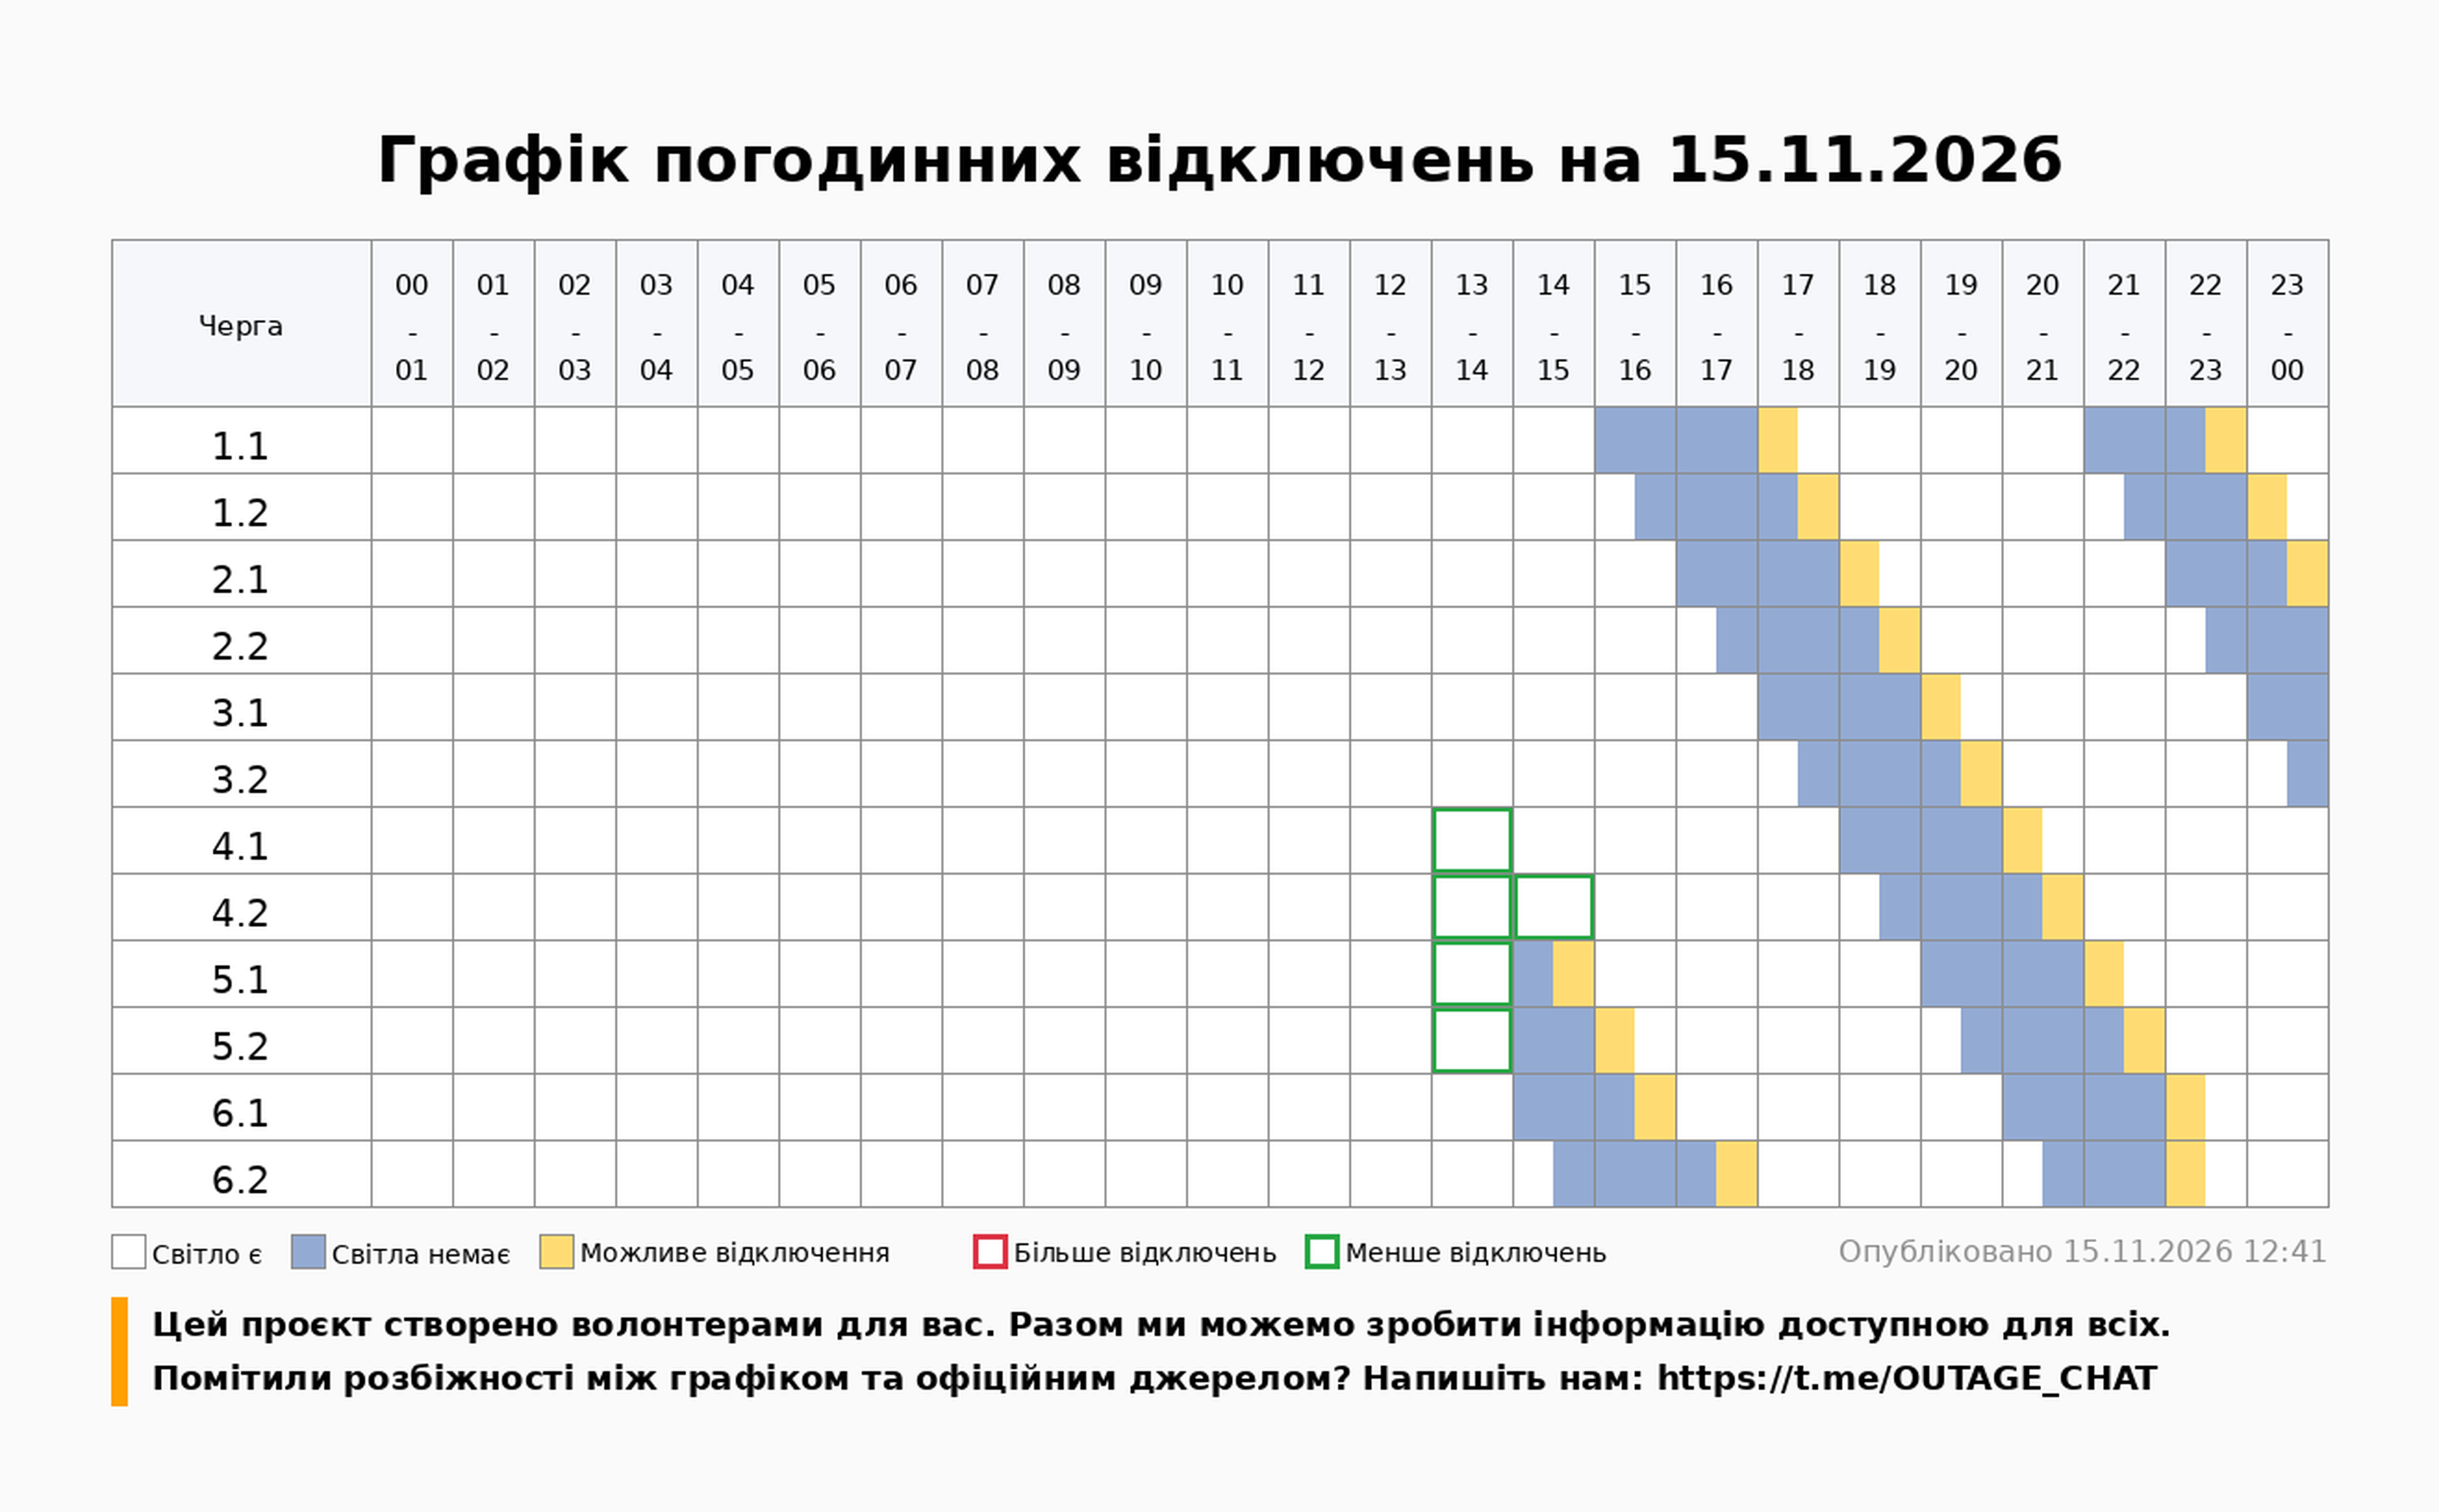 Графік погодинних відключень на 15.11.2026
Черга 00 - 01 01 - 02 02 - 03 03 - 04 04 - 05 05 - 06 06 - 07 07 - 08 08 - 09 09 - 10 10 - 11 11 - 12 12 - 13 13 - 14 14 - 15 15 - 16 16 - 17 17 - 18 18 - 19 19 - 20 20 - 21 21 - 22 22 - 23 23 - 00
1.1
1.2
2.1
2.2
3.1
3.2
4.1
4.2
5.1
5.2
6.1
6.2
Світло є Світла немає Можливе відключення Більше відключень Менше відключень Опубліковано 15.11.2026 12:41
Цей проєкт створено волонтерами для вас. Разом ми можемо зробити інформацію доступною для всіх.
Помітили розбіжності між графіком та офіційним джерелом? Напишіть нам: https://t.me/OUTAGE_CHAT